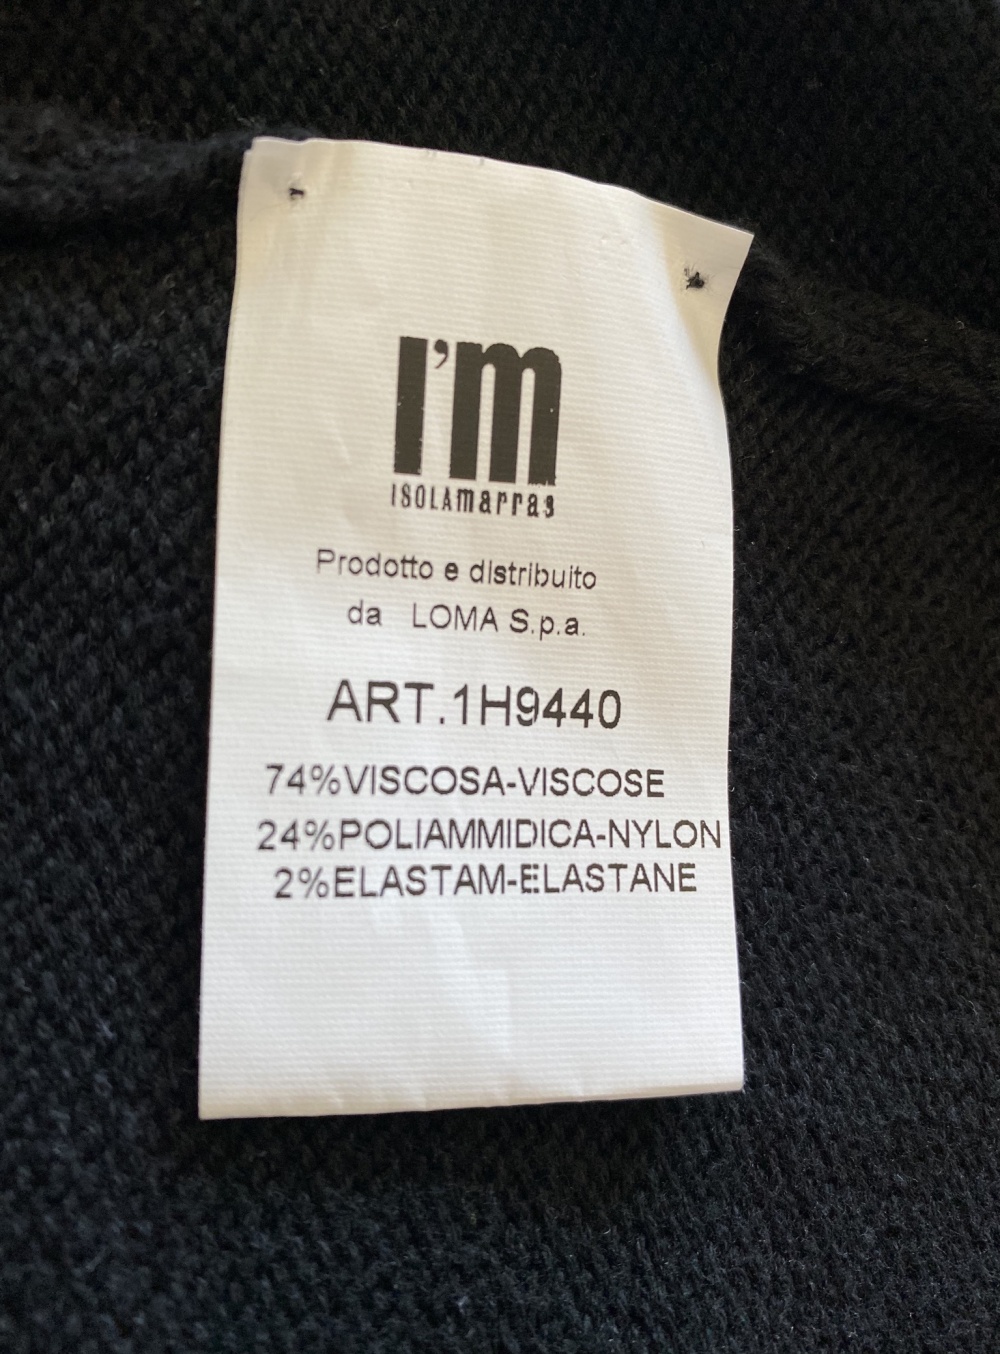 I'm
ISOLAmarras
Prodotto e distribuito
da LOMA S.p.a.
ART.1H9440
74%VISCOSA-VISCOSE
24%POLIAMMIDICA-NYLON
2%ELASTAM-ELASTANE